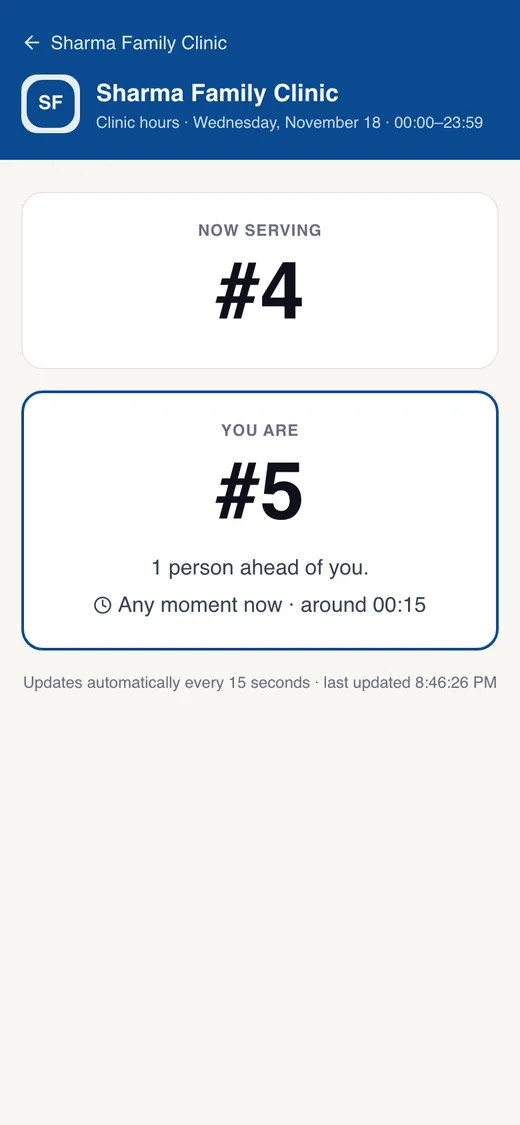 ← Sharma Family Clinic
SF
Sharma Family Clinic
Clinic hours · Wednesday, November 18 · 00:00–23:59
NOW SERVING
#4
YOU ARE
#5
1 person ahead of you.
Any moment now · around 00:15
Updates automatically every 15 seconds · last updated 8:46:26 PM